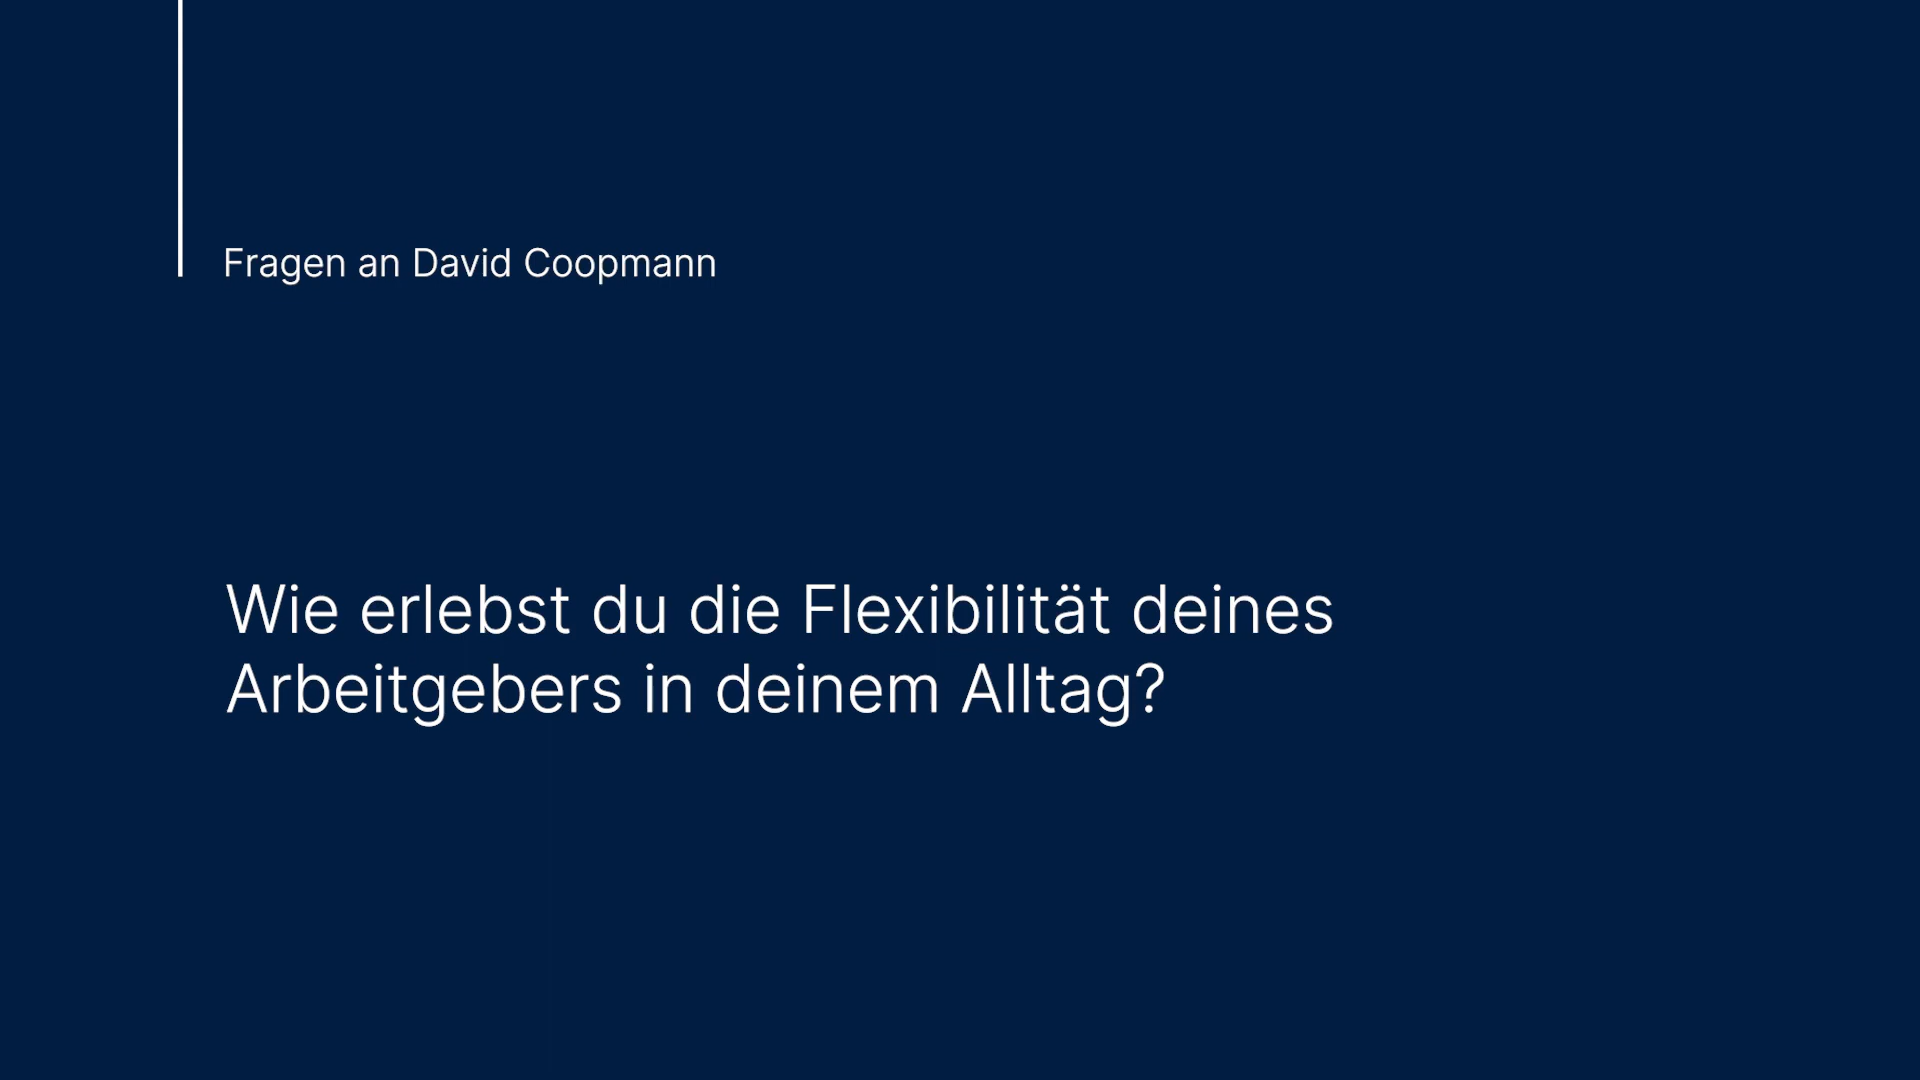 Fragen an David Coopmann
Wie erlebst du die Flexibilität deines
Arbeitgebers in deinem Alltag?